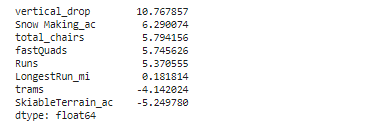 vertical_drop 10.767857
Snow Making_ac 6.290074
total_chairs 5.794156
fastQuads 5.745626
Runs 5.370555
LongestRun_mi 0.181814
trams -4.142024
SkiableTerrain_ac -5.249780
dtype: float64